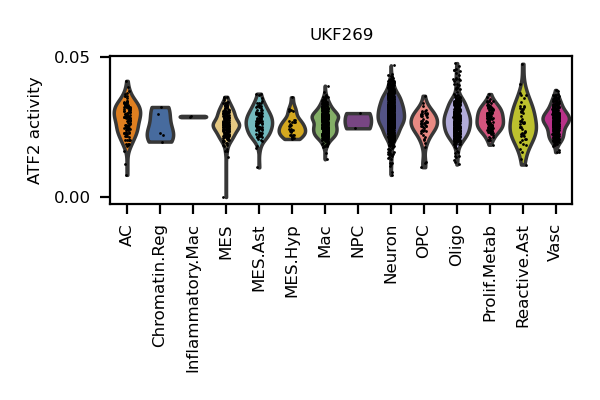 UKF269
0.05
ATF2 activity
0.00
AC
Chromatin.Reg
Inflammatory.Mac
MES
MES.Ast
MES.Hyp
Mac
NPC
Neuron
OPC
Oligo
Prolif.Metab
Reactive.Ast
Vasc